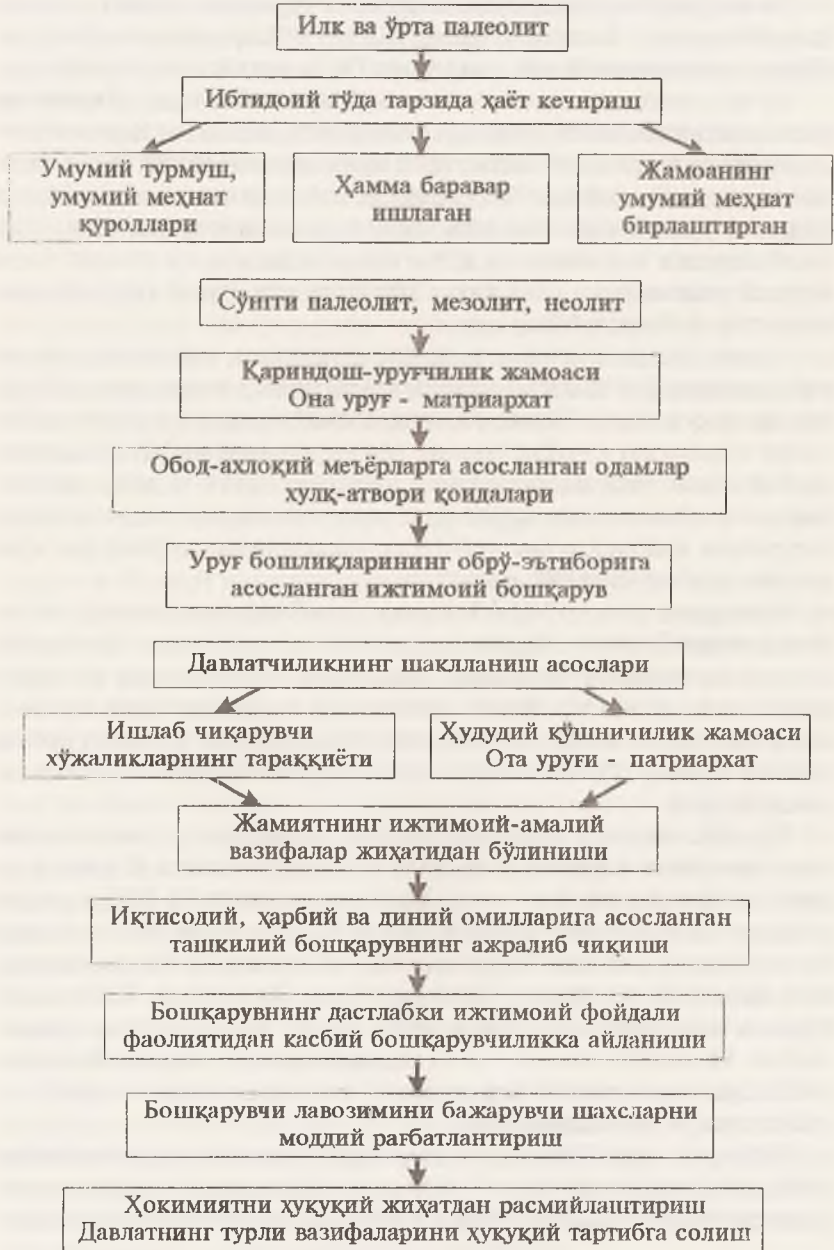 Илк ва ўрта палеолит
Ибтидоий тўда тарзида ҳаёт кечириш
Умумий турмуш,
умумий меҳнат
қуроллари
Ҳамма баравар
ишлаган
Жамоанинг
умумий меҳнат
бирлаштирган
Сўнгги палеолит, мезолит, неолит
Қариндош-уруғчилик жамоаси
Она уруғ - матриархат
Обод-ахлоқий меъёрларга асосланган одамлар
хулқ-атвори қоидалари
Уруғ бошлиқларининг обрў-эътиборига
асосланган ижтимоий бошқарув
Давлатчиликнинг шаклланиш асослари
Ишлаб чиқарувчи
хўжаликларнинг тараққиёти
Ҳудудий қўшничилик жамоаси
Ота уруғи - патриархат
Жамиятнинг ижтимоий-амалий
вазифалар жиҳатидан бўлиниши
Иқтисодий, ҳарбий ва диний омилларига асосланган
ташкилий бошқарувнинг ажралиб чиқиши
Бошқарувнинг дастлабки ижтимоий фойдали
фаолиятидан касбий бошқарувчиликка айланиши
Бошқарувчи лавозимини бажарувчи шахсларни
моддий рағбатлантириш
Ҳокимиятни ҳуқуқий жиҳатдан расмийлаштириш
Давлатнинг турли вазифаларини ҳуқуқий тартибга солиш